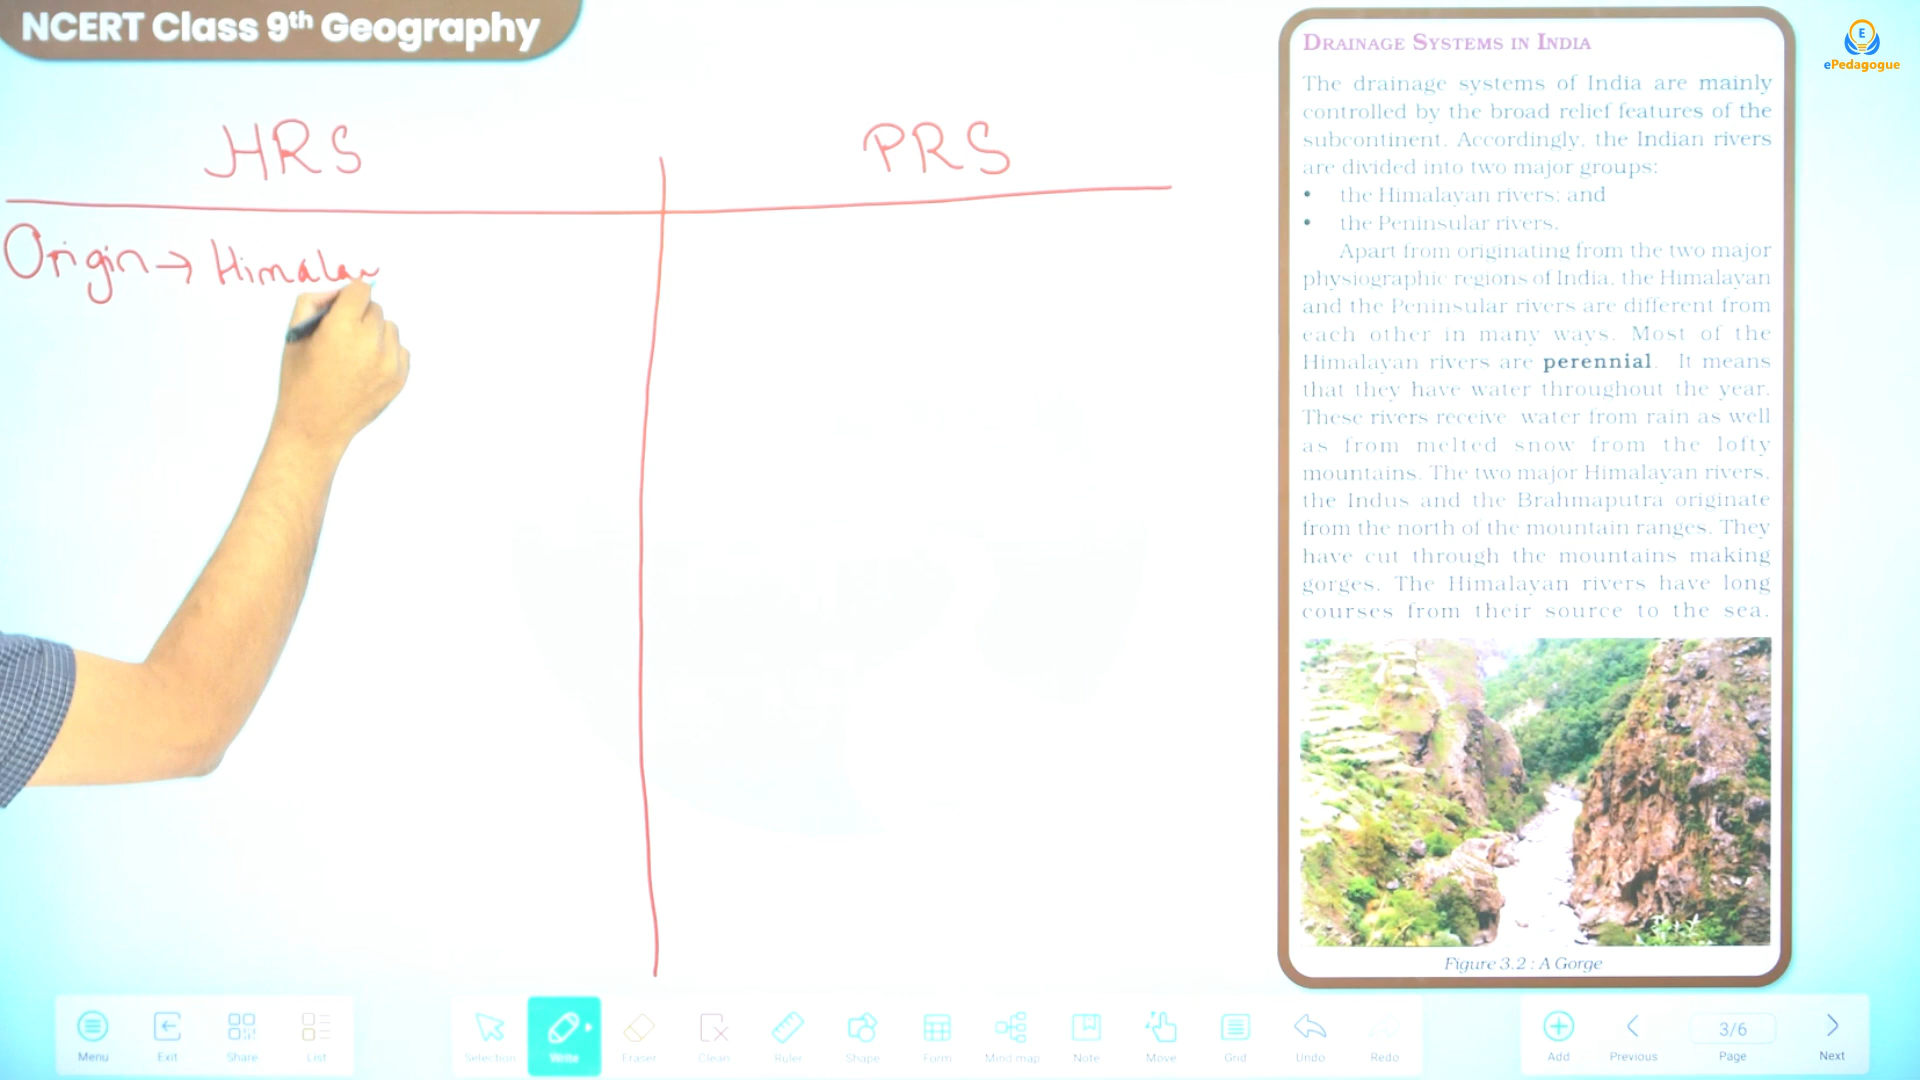 NCERT Class 9th Geography
HRS
PRS
Origin → Himalay
DRAINAGE SYSTEMS IN INDIA
The drainage systems of India are mainly
controlled by the broad relief features of the
subcontinent. Accordingly, the Indian rivers
are divided into two major groups:
• the Himalayan rivers; and
• the Peninsular rivers.
Apart from originating from the two major
physiographic regions of India, the Himalayan
and the Peninsular rivers are different from
each other in many ways. Most of the
Himalayan rivers are perennial. It means
that they have water throughout the year.
These rivers receive water from rain as well
as from melted snow from the lofty
mountains. The two major Himalayan rivers,
the Indus and the Brahmaputra originate
from the north of the mountain ranges. They
have cut through the mountains making
gorges. The Himalayan rivers have long
courses from their source to the sea.
Figure 3.2 : A Gorge
E
ePedagogue
Menu
Exit
Share
List
Selection
Write
Eraser
Clean
Ruler
Shape
Form
Mind map
Note
Move
Grid
Undo
Redo
Add
Previous
3/6
Page
Next